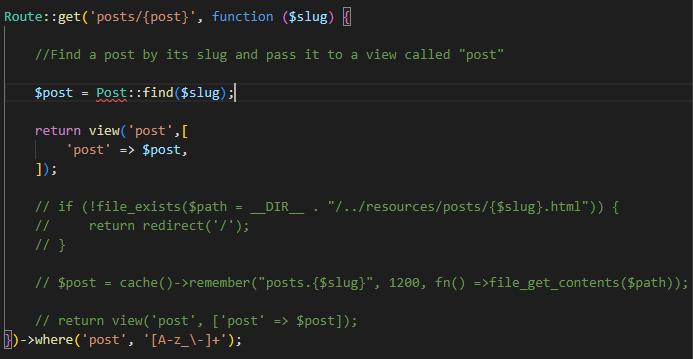 Route::get('posts/{post}', function ($slug) {
//Find a post by its slug and pass it to a view called "post"
$post = Post::find($slug);
return view('post',[
'post' => $post,
]);
// if (!file_exists($path = __DIR__ . "/../resources/posts/{$slug}.html")) {
//     return redirect('/');
// }
// $post = cache()->remember("posts.{$slug}", 1200, fn() =>file_get_contents($path));
// return view('post', ['post' => $post]);
})->where('post', '[A-z_\-]+');